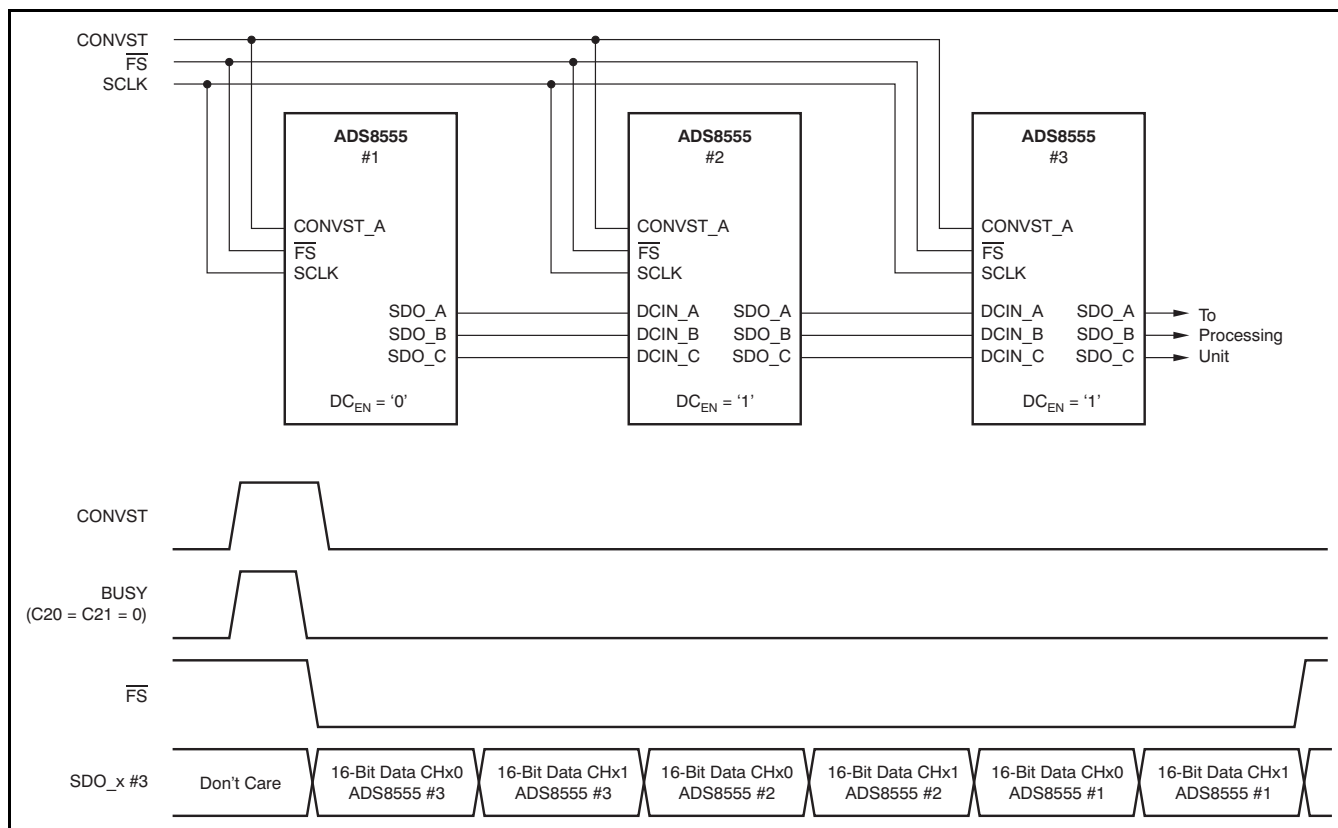 CONVST
FS
SCLK
ADS8555
#1
CONVST_A
FS
SCLK
SDO_A
SDO_B
SDO_C
DCEN = ‘0’
ADS8555
#2
CONVST_A
FS
SCLK
DCIN_A SDO_A
DCIN_B SDO_B
DCIN_C SDO_C
DCEN = ‘1’
ADS8555
#3
CONVST_A
FS
SCLK
DCIN_A SDO_A
DCIN_B SDO_B
DCIN_C SDO_C
DCEN = ‘1’
To
Processing
Unit
CONVST
BUSY
(C20 = C21 = 0)
FS
SDO_x #3
Don’t Care
16-Bit Data CHx0
ADS8555 #3
16-Bit Data CHx1
ADS8555 #3
16-Bit Data CHx0
ADS8555 #2
16-Bit Data CHx1
ADS8555 #2
16-Bit Data CHx0
ADS8555 #1
16-Bit Data CHx1
ADS8555 #1